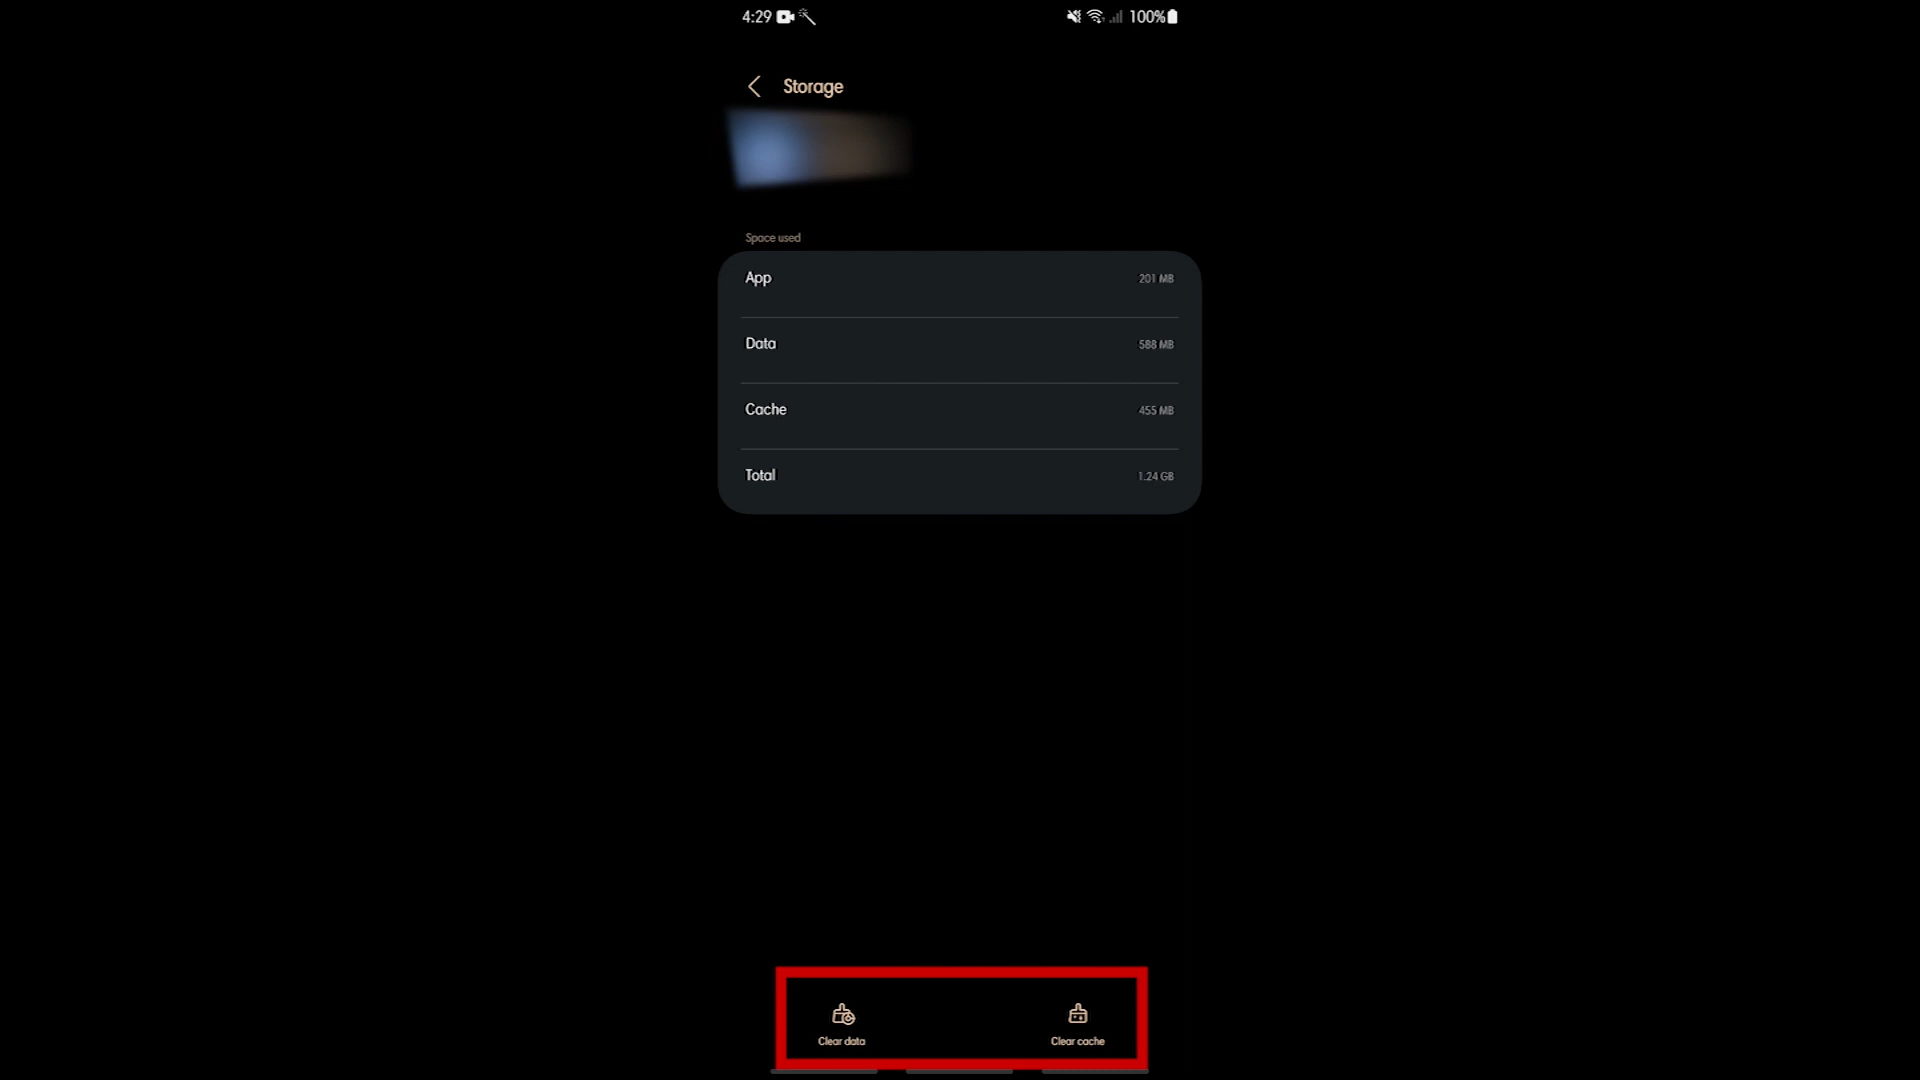 4:29 100%
Storage
Space used
App 201 MB
Data 588 MB
Cache 455 MB
Total 1.24 GB
Clear data Clear cache